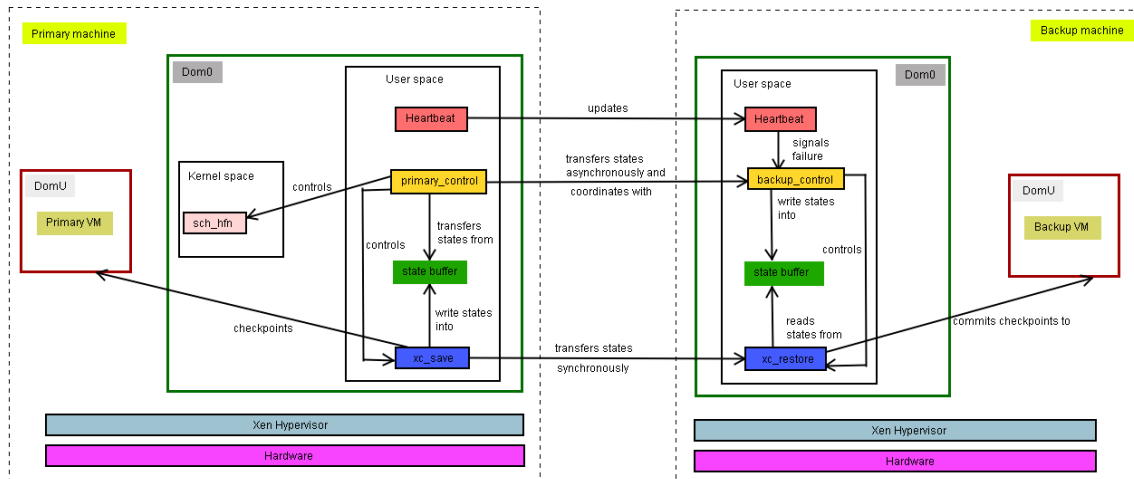 Primary machine
Backup machine
Dom0
User space
Heartbeat
updates
User space
Dom0
Heartbeat
signals
failure
Kernel space
controls
primary_control
transfers states
asynchronously and
coordinates with
backup_control
write states
into
DomU
Primary VM
sch_hfn
controls
transfers
states from
state buffer
write states
into
controls
state buffer
reads
states from
DomU
Backup VM
checkpoints
xc_save
transfers states
synchronously
xc_restore
commits checkpoints to
Xen Hypervisor
Hardware
Xen Hypervisor
Hardware